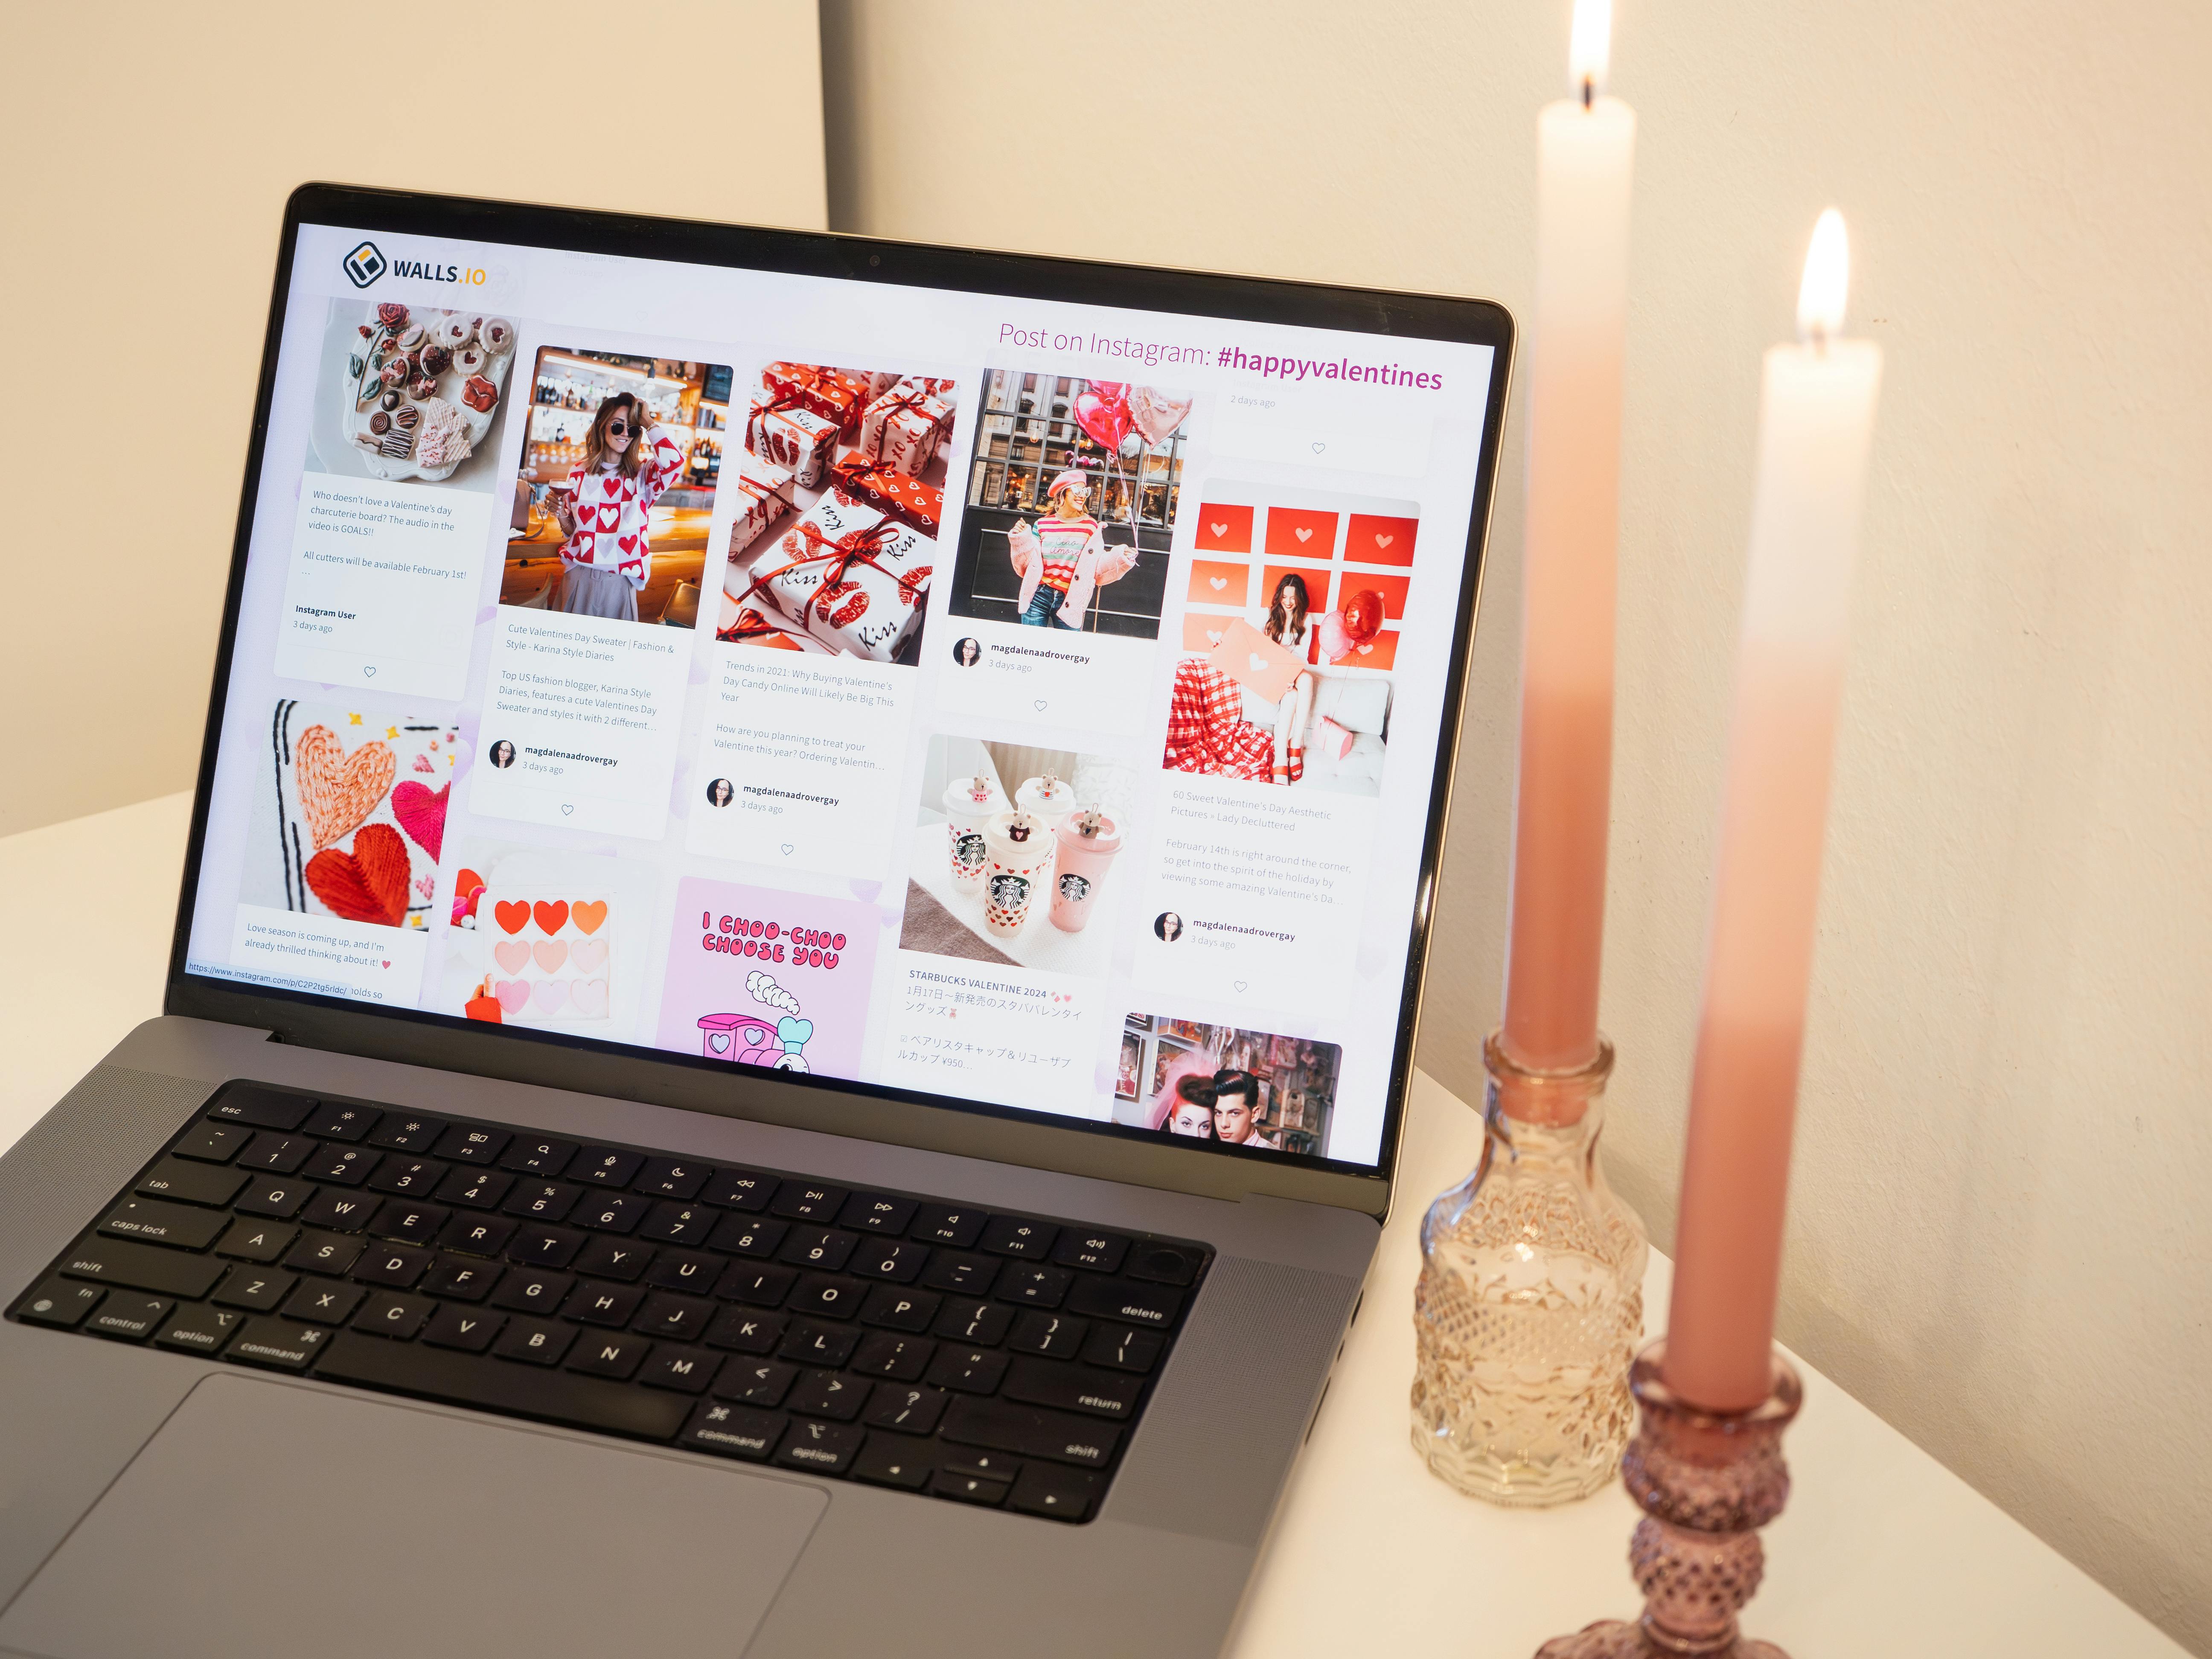 WALLS.IO
Post on Instagram: #happyvalentines
Who doesn't love a Valentine's day
charcuterie board? The audio in the
video is GOALS!!
All cutters will be available February 1st!
...
Instagram User
3 days ago
Love season is coming up, and I'm
already thrilled thinking about it!
https://www.instagram.com/p/C2P2tg5rldc/
olds so
Cute Valentines Day Sweater | Fashion &
Style - Karina Style Diaries
Top US fashion blogger, Karina Style
Diaries, features a cute Valentines Day
Sweater and styles it with 2 different...
magdalenaadrovergay
3 days ago
XOXO
Kiss
Kiss
Kiss
Kiss
Trends in 2021: Why Buying Valentine's
Day Candy Online Will Likely Be Big This
Year
How are you planning to treat your
Valentine this year? Ordering Valentin...
magdalenaadrovergay
3 days ago
I CHOO-CHOO
CHOOSE YOU
magdalenaadrovergay
3 days ago
STARBUCKS VALENTINE 2024
1月17日〜新発売のスタババレンタイ
ングッズ
☑ ベアリスタキャップ＆リユーザブ
ルカップ ¥950...
2 days ago
60 Sweet Valentine's Day Aesthetic
Pictures » Lady Decluttered
February 14th is right around the corner,
so get into the spirit of the holiday by
viewing some amazing Valentine's Da...
magdalenaadrovergay
3 days ago
esc F1 F2 F3 F4 F5 F6 F7 F8 F9 F10 F11 F12
~ ` ! 1 @ 2 # 3 $ 4 % 5 ^ 6 & 7 * 8 ( 9 ) 0 _ - + = delete
tab Q W E R T Y U I O P { [ } ] | \
caps lock A S D F G H J K L : ; " ' return
shift Z X C V B N M < , > . ? / shift
fn control option command command option